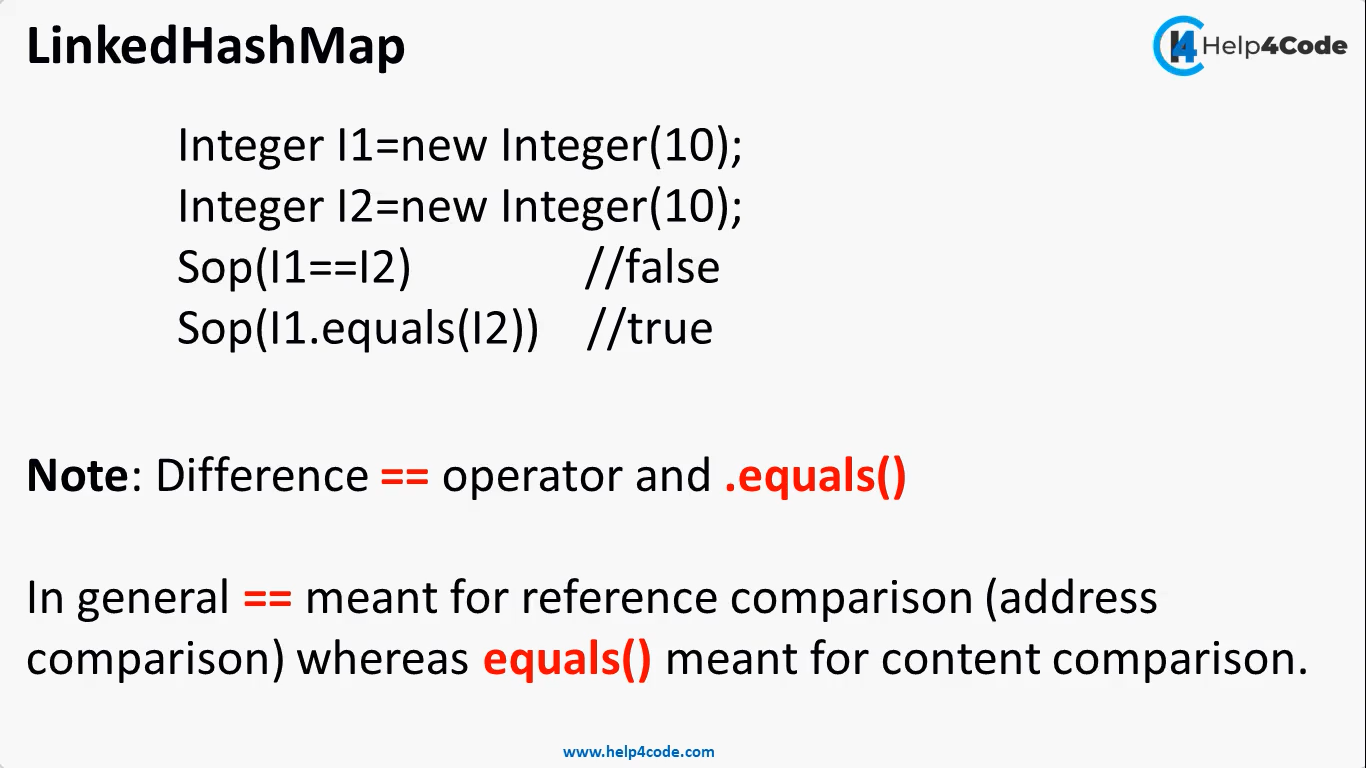 LinkedHashMap
Help4Code
Integer I1=new Integer(10);
Integer I2=new Integer(10);
Sop(I1==I2) //false
Sop(I1.equals(I2)) //true
Note: Difference == operator and .equals()
In general == meant for reference comparison (address
comparison) whereas equals() meant for content comparison.
www.help4code.com